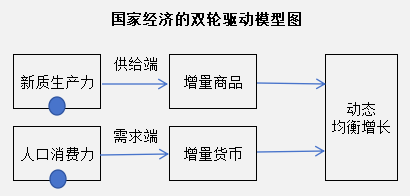 国家经济的双轮驱动模型图
供给端
新质生产力
增量商品
动态
均衡增长
需求端
人口消费力
增量货币